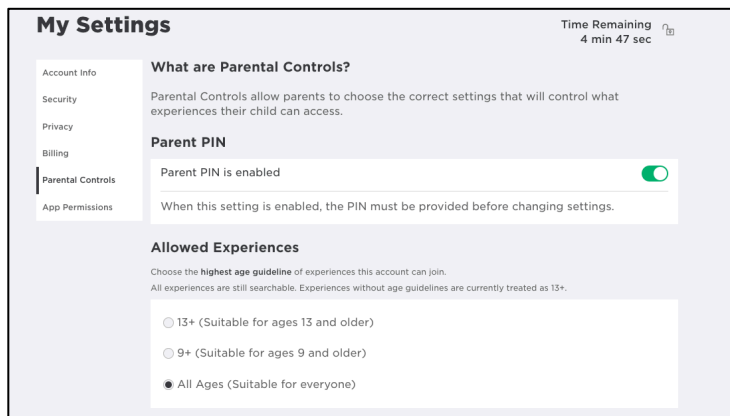 My Settings
Time Remaining
4 min 47 sec
Account Info
Security
Privacy
Billing
Parental Controls
App Permissions
What are Parental Controls?
Parental Controls allow parents to choose the correct settings that will control what
experiences their child can access.
Parent PIN
Parent PIN is enabled
When this setting is enabled, the PIN must be provided before changing settings.
Allowed Experiences
Choose the highest age guideline of experiences this account can join.
All experiences are still searchable. Experiences without age guidelines are currently treated as 13+.
13+ (Suitable for ages 13 and older)
9+ (Suitable for ages 9 and older)
All Ages (Suitable for everyone)